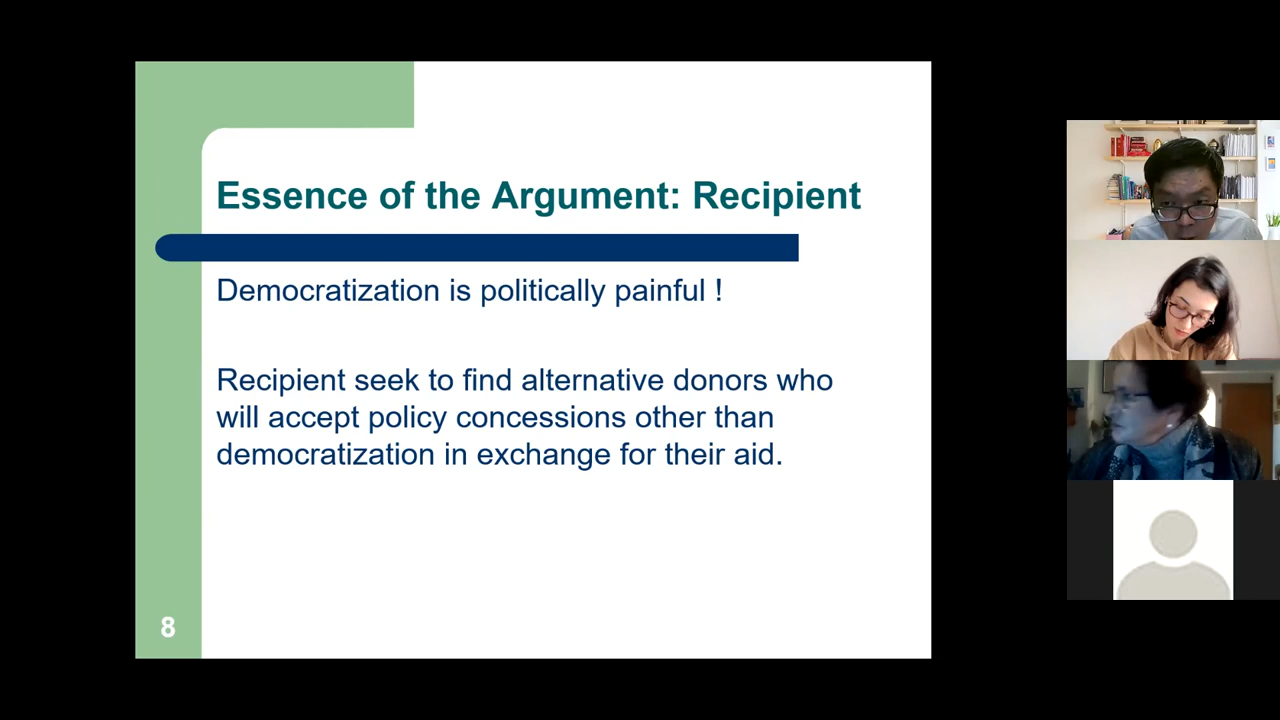 Essence of the Argument: Recipient
Democratization is politically painful !
Recipient seek to find alternative donors who
will accept policy concessions other than
democratization in exchange for their aid.
8